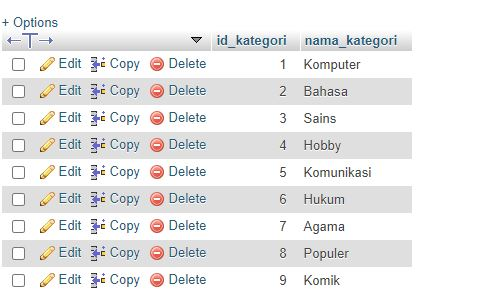 + Options
id_kategori nama_kategori
Edit Copy Delete 1 Komputer
Edit Copy Delete 2 Bahasa
Edit Copy Delete 3 Sains
Edit Copy Delete 4 Hobby
Edit Copy Delete 5 Komunikasi
Edit Copy Delete 6 Hukum
Edit Copy Delete 7 Agama
Edit Copy Delete 8 Populer
Edit Copy Delete 9 Komik